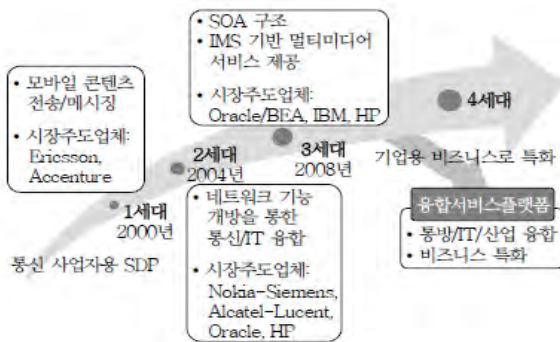 • SOA 구조
• IMS 기반 멀티미디어
서비스 제공
• 시장주도업체:
Oracle/BEA, IBM, HP
• 모바일 콘텐츠
전송/메시징
• 시장주도업체:
Ericsson,
Accenture
4세대
2세대
2004년
3세대
2008년
기업용 비즈니스로 특화
1세대
2000년
• 네트워크 기능
개방을 통한
통신/IT 융합
• 시장주도업체:
Nokia-Siemens,
Alcatel-Lucent,
Oracle, HP
융합서비스플랫폼
• 통방/IT/산업 융합
• 비즈니스 특화
통신 사업자용 SDP